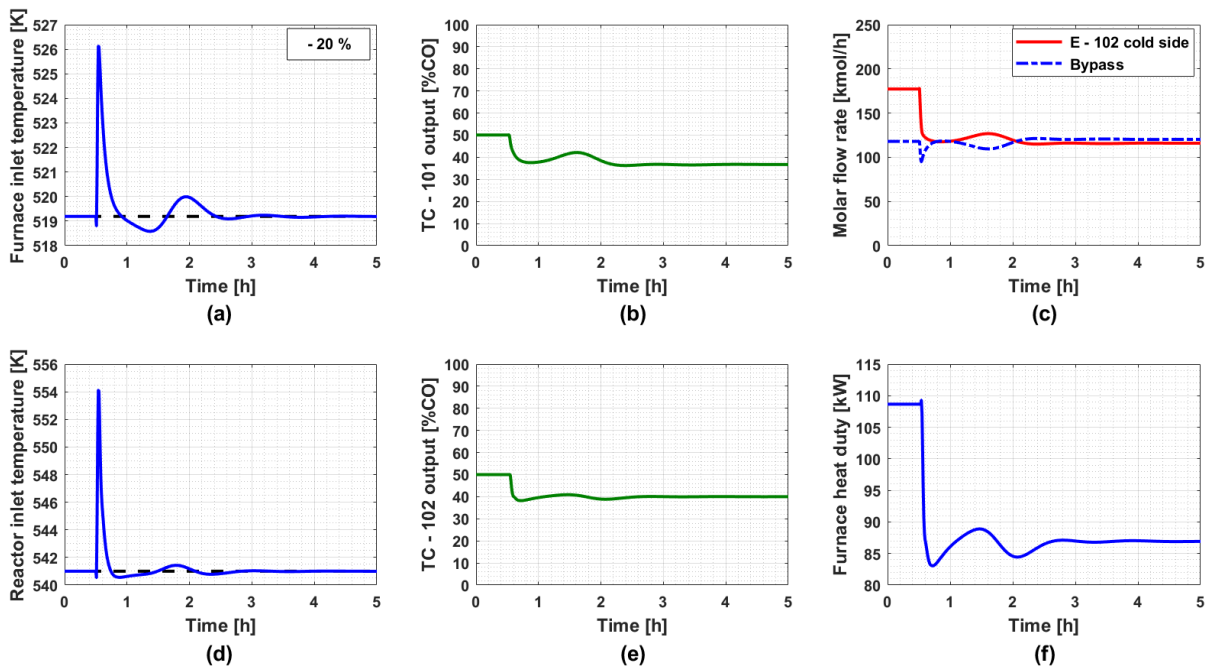 Furnace inlet temperature [K]
527
526
525
524
523
522
521
520
519
518
- 20 %
0 1 2 3 4 5
Time [h]
(a)
TC - 101 output [%CO]
100
90
80
70
60
50
40
30
20
10
0
0 1 2 3 4 5
Time [h]
(b)
Molar flow rate [kmol/h]
250
200
150
100
50
0
E - 102 cold side
Bypass
0 1 2 3 4 5
Time [h]
(c)
Reactor inlet temperature [K]
556
554
552
550
548
546
544
542
540
0 1 2 3 4 5
Time [h]
(d)
TC - 102 output [%CO]
100
90
80
70
60
50
40
30
20
10
0
0 1 2 3 4 5
Time [h]
(e)
Furnace heat duty [kW]
115
110
105
100
95
90
85
80
0 1 2 3 4 5
Time [h]
(f)